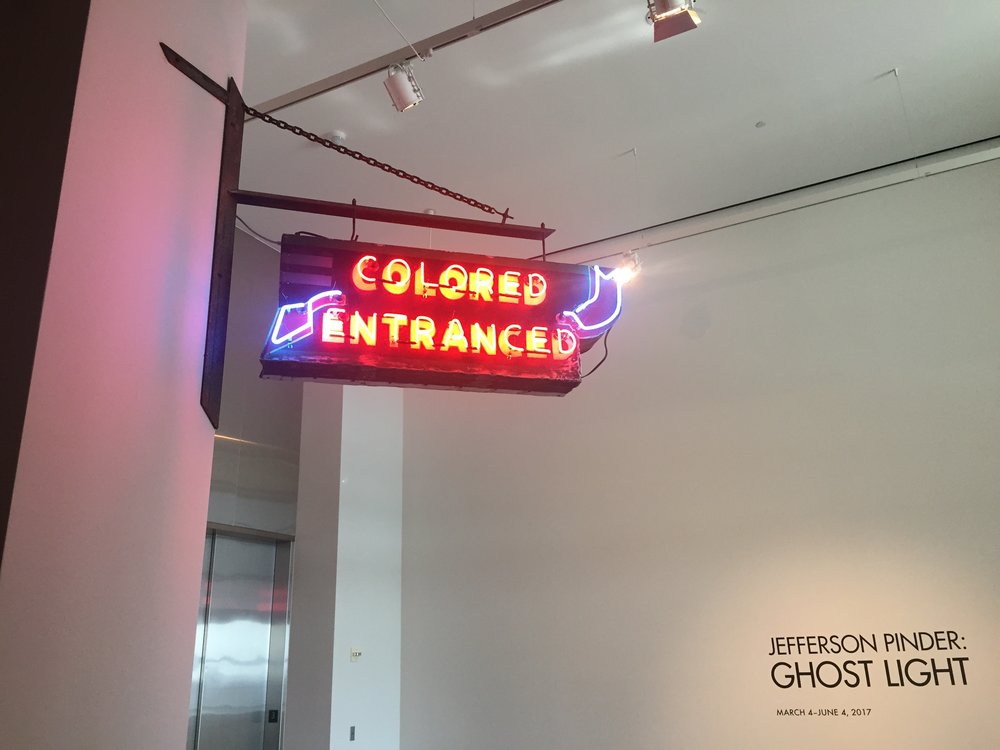 COLORED
ENTRANCED
JEFFERSON PINDER:
GHOST LIGHT
MARCH 4–JUNE 4, 2017